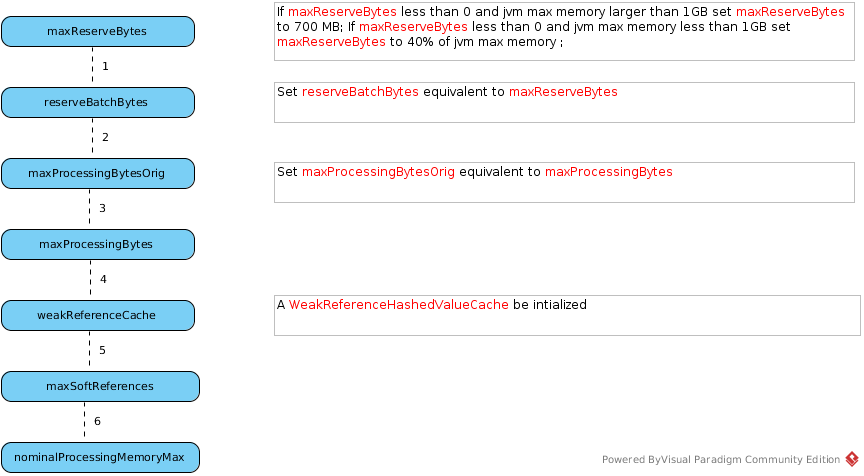 maxReserveBytes
If maxReserveBytes less than 0 and jvm max memory larger than 1GB set maxReserveBytes
to 700 MB; If maxReserveBytes less than 0 and jvm max memory less than 1GB set
maxReserveBytes to 40% of jvm max memory ;
1
reserveBatchBytes
Set reserveBatchBytes equivalent to maxReserveBytes
2
maxProcessingBytesOrig
Set maxProcessingBytesOrig equivalent to maxProcessingBytes
3
maxProcessingBytes
4
weakReferenceCache
A WeakReferenceHashedValueCache be intialized
5
maxSoftReferences
6
nominalProcessingMemoryMax
Powered ByVisual Paradigm Community Edition